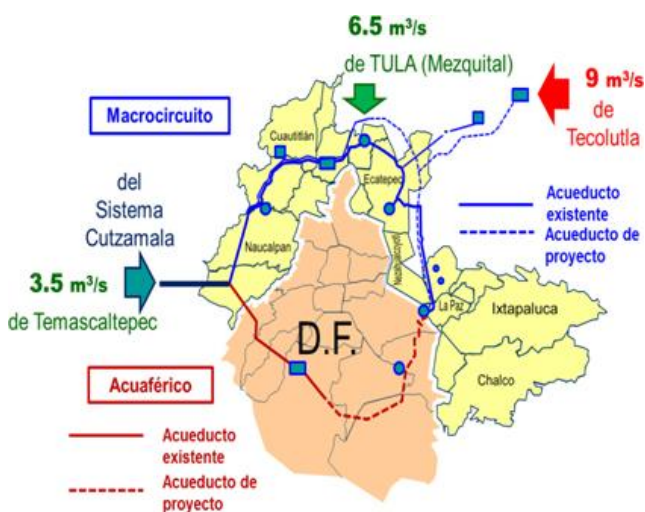 6.5 m³/s
de TULA (Mezquital)
9 m³/s
de
Tecolutla
Macrocircuito
Cuautitlán
Ecatepec
del
Sistema
Cutzamala
Acueducto
existente
Acueducto de
proyecto
Naucalpan
Nezahualcóyotl
3.5 m³/s
de Temascaltepec
La Paz
Ixtapaluca
D.F.
Chalco
Acuaférico
Acueducto
existente
Acueducto de
proyecto